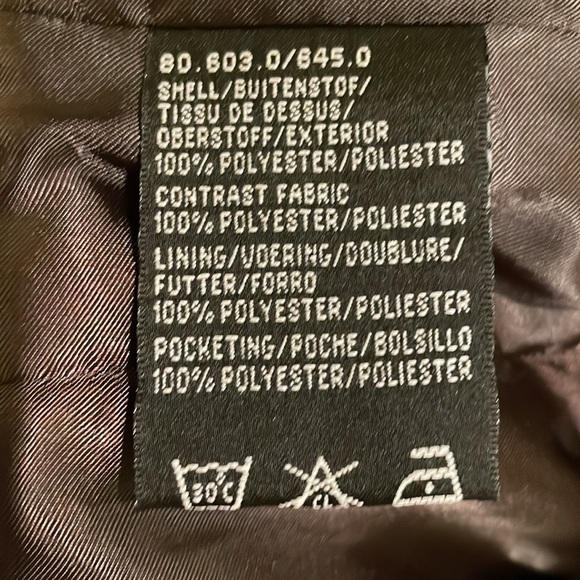 80.603.0/645.0
SHELL/BUITENSTOF/
TISSU DE DESSUS/
OBERSTOFF/EXTERIOR
100% POLYESTER/POLIESTER
CONTRAST FABRIC
100% POLYESTER/POLIESTER
LINING/VOERING/DOUBLURE/
FUTTER/FORRO
100% POLYESTER/POLIESTER
POCKETING/POCHE/BOLSILLO
100% POLYESTER/POLIESTER
30°C CL